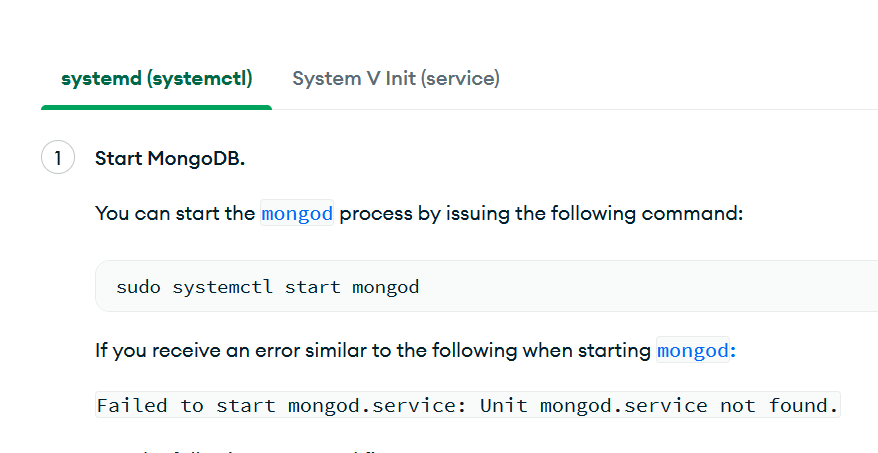 systemd (systemctl) System V Init (service)
1 Start MongoDB.
You can start the mongod process by issuing the following command:
sudo systemctl start mongod
If you receive an error similar to the following when starting mongod:
Failed to start mongod.service: Unit mongod.service not found.